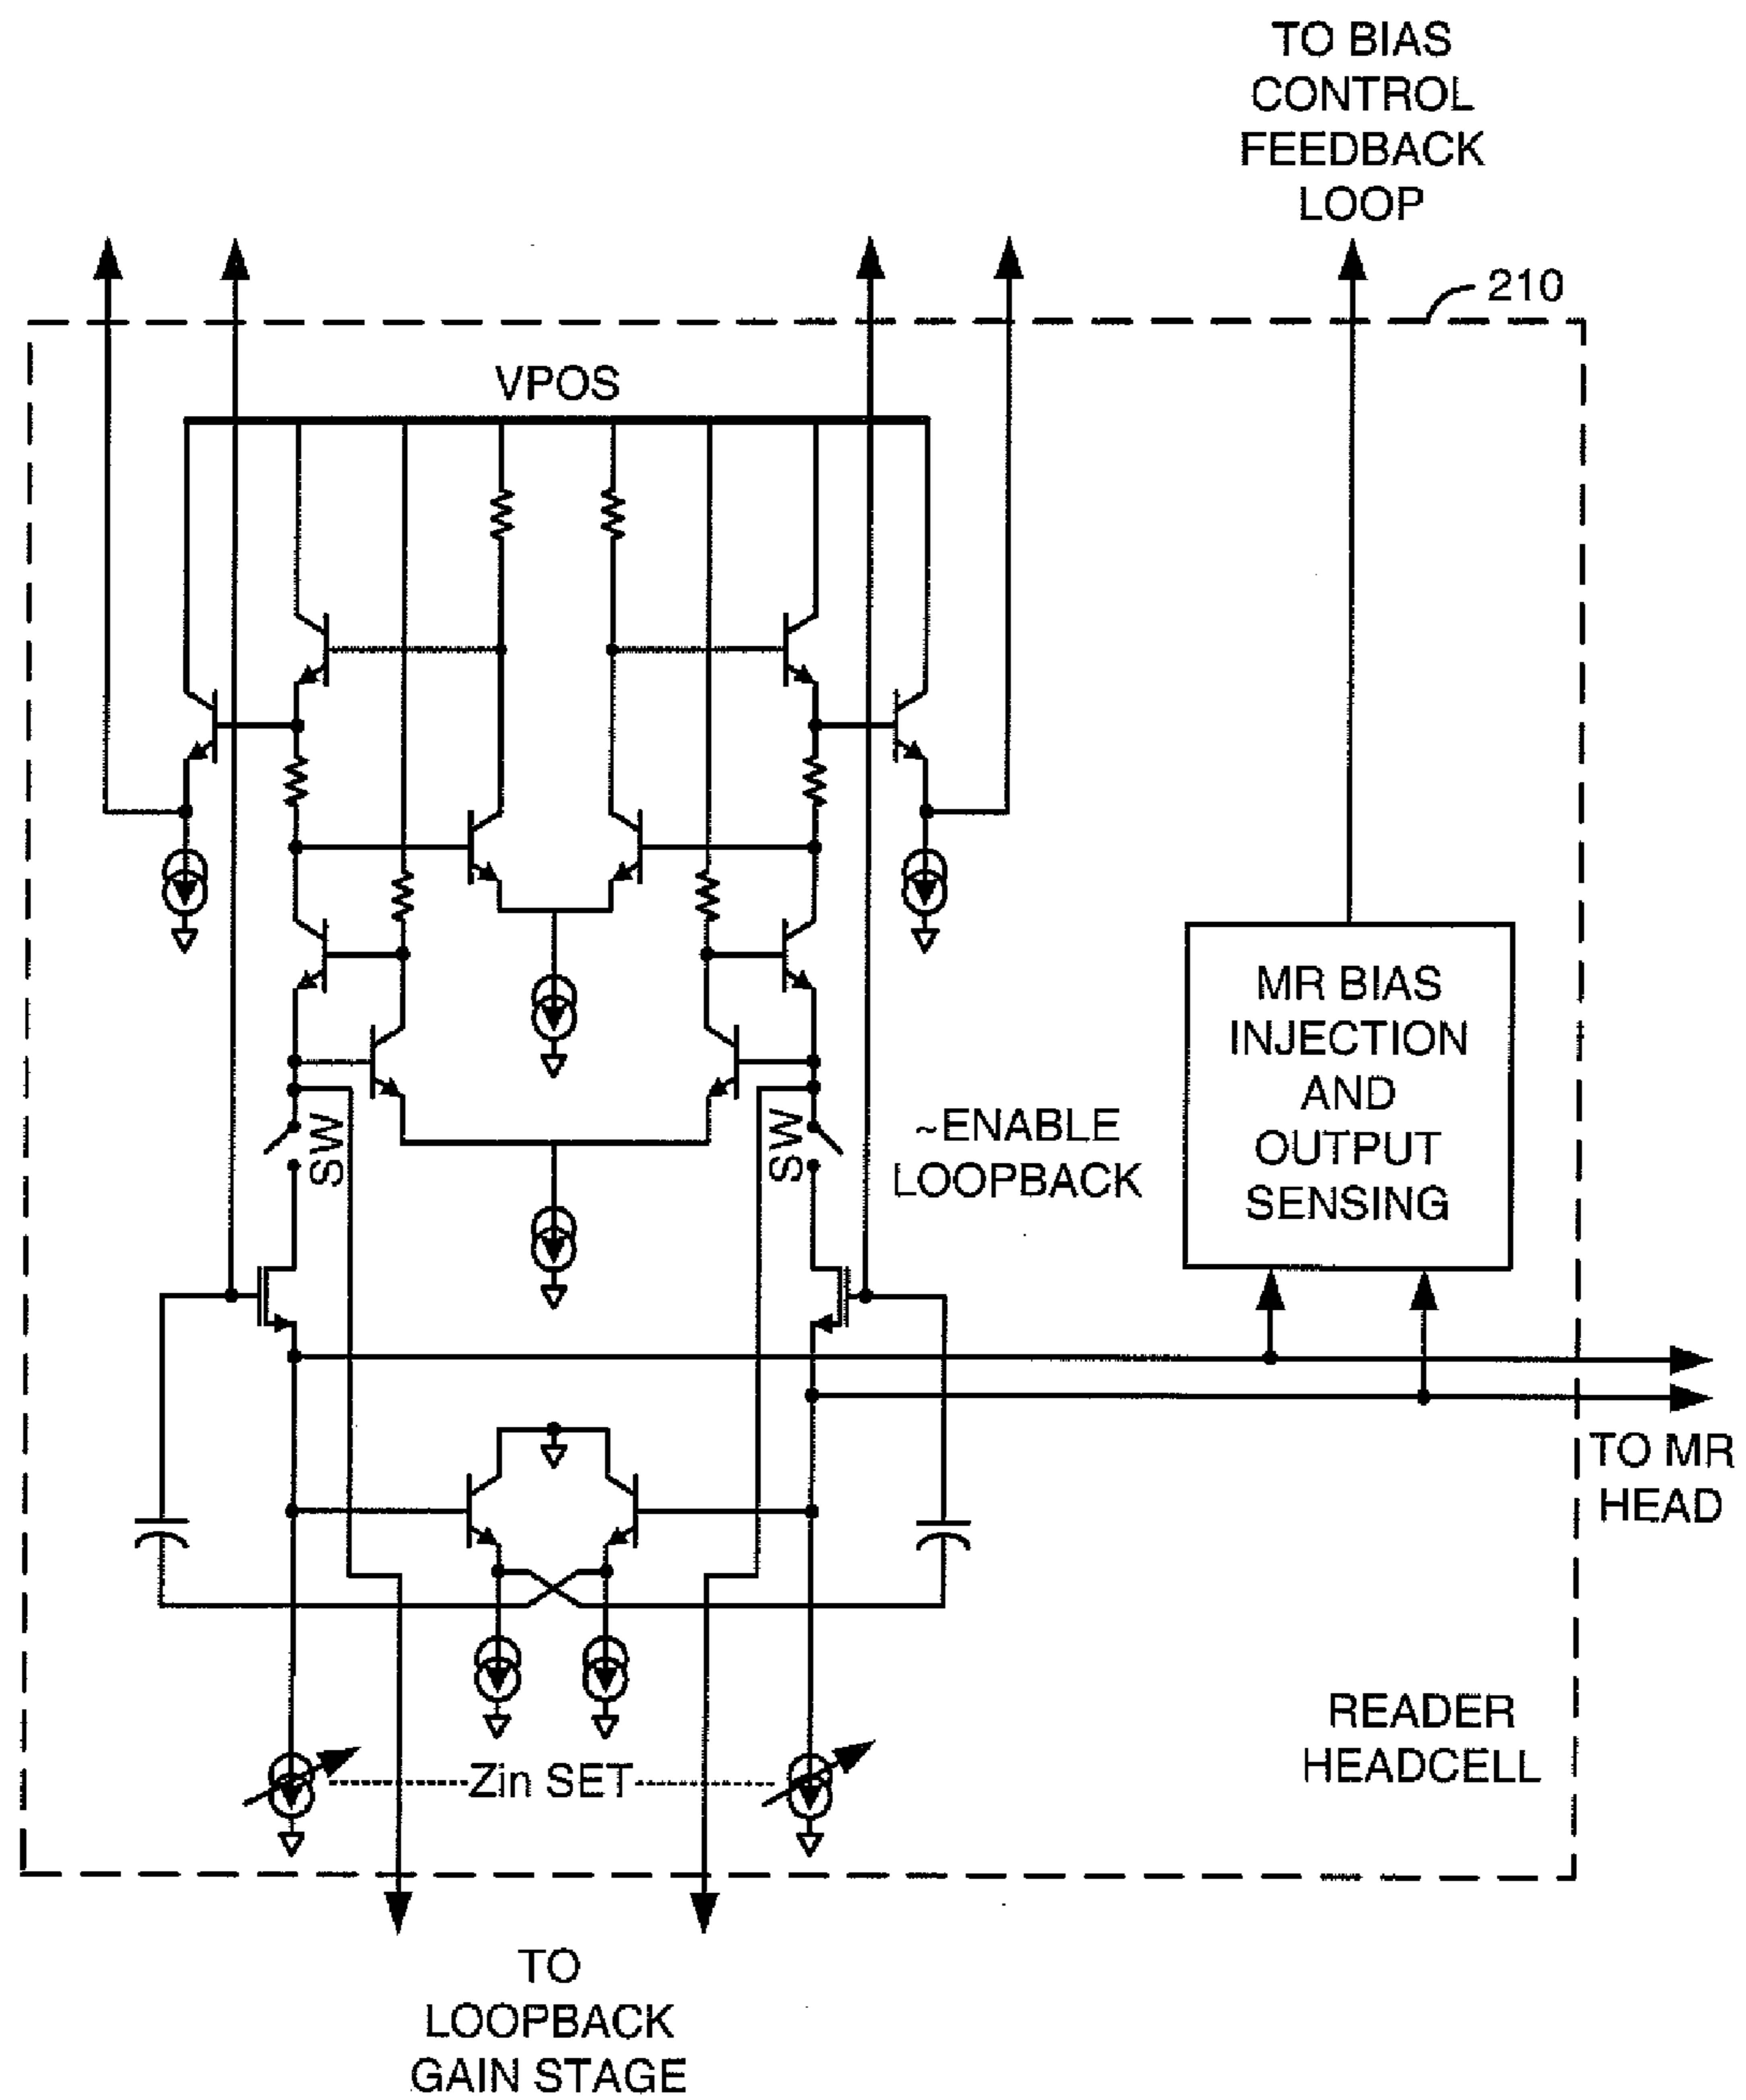 TO BIAS
CONTROL
FEEDBACK
LOOP
210
VPOS
SW
SW
~ENABLE
LOOPBACK
MR BIAS
INJECTION
AND
OUTPUT
SENSING
TO MR
HEAD
Zin SET
READER
HEADCELL
TO
LOOPBACK
GAIN STAGE